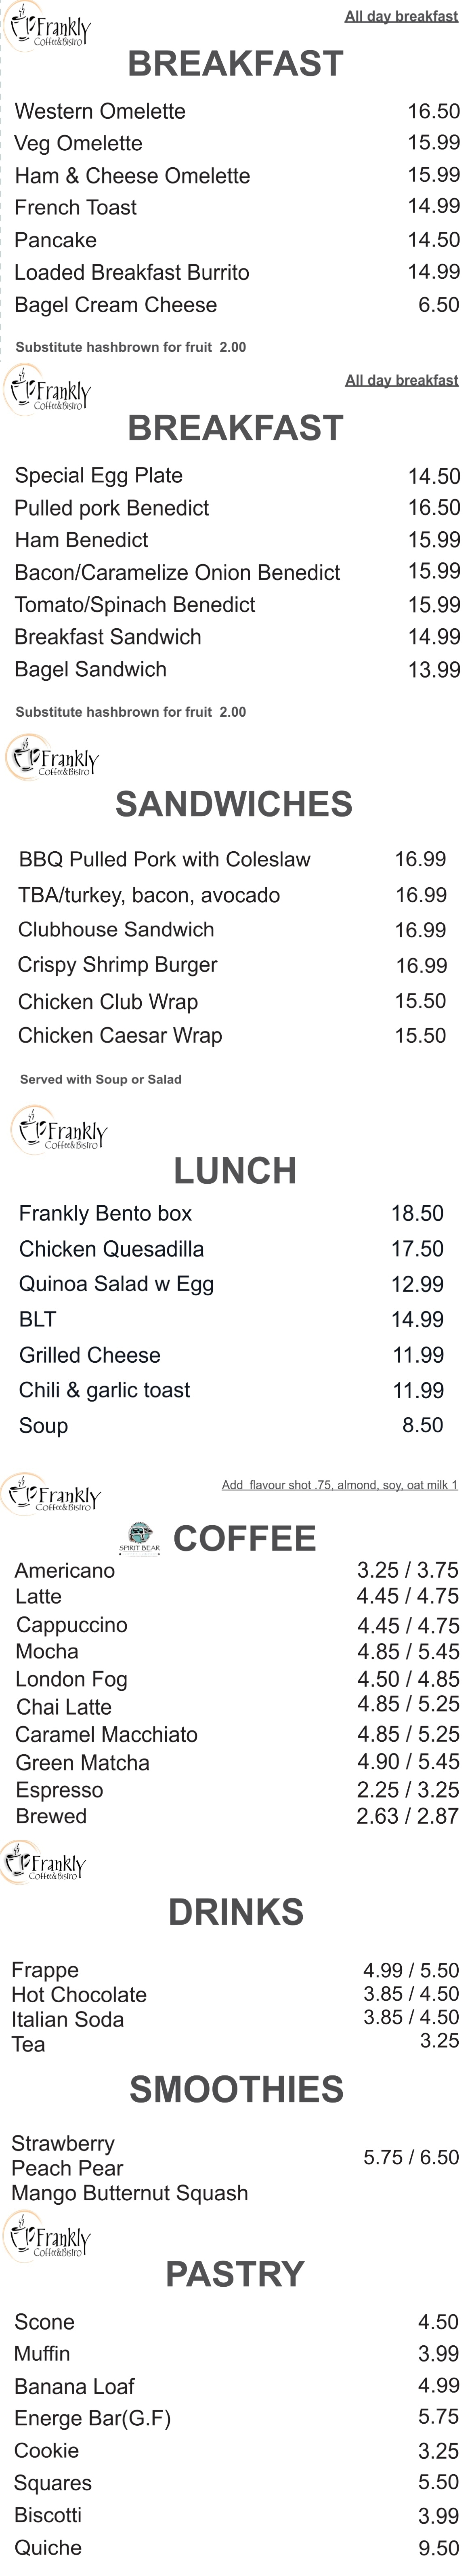 Frankly
Coffee&Bistro
All day breakfast
BREAKFAST
Western Omelette 16.50
Veg Omelette 15.99
Ham & Cheese Omelette 15.99
French Toast 14.99
Pancake 14.50
Loaded Breakfast Burrito 14.99
Bagel Cream Cheese 6.50
Substitute hashbrown for fruit 2.00
Frankly
Coffee&Bistro
All day breakfast
BREAKFAST
Special Egg Plate 14.50
Pulled pork Benedict 16.50
Ham Benedict 15.99
Bacon/Caramelize Onion Benedict 15.99
Tomato/Spinach Benedict 15.99
Breakfast Sandwich 14.99
Bagel Sandwich 13.99
Substitute hashbrown for fruit 2.00
Frankly
Coffee&Bistro
SANDWICHES
BBQ Pulled Pork with Coleslaw 16.99
TBA/turkey, bacon, avocado 16.99
Clubhouse Sandwich 16.99
Crispy Shrimp Burger 16.99
Chicken Club Wrap 15.50
Chicken Caesar Wrap 15.50
Served with Soup or Salad
Frankly
Coffee&Bistro
LUNCH
Frankly Bento box 18.50
Chicken Quesadilla 17.50
Quinoa Salad w Egg 12.99
BLT 14.99
Grilled Cheese 11.99
Chili & garlic toast 11.99
Soup 8.50
Frankly
Coffee&Bistro
Add flavour shot .75, almond, soy, oat milk 1
SPIRIT BEAR
COFFEE
Americano 3.25 / 3.75
Latte 4.45 / 4.75
Cappuccino 4.45 / 4.75
Mocha 4.85 / 5.45
London Fog 4.50 / 4.85
Chai Latte 4.85 / 5.25
Caramel Macchiato 4.85 / 5.25
Green Matcha 4.90 / 5.45
Espresso 2.25 / 3.25
Brewed 2.63 / 2.87
Frankly
Coffee&Bistro
DRINKS
Frappe 4.99 / 5.50
Hot Chocolate 3.85 / 4.50
Italian Soda 3.85 / 4.50
Tea 3.25
SMOOTHIES
Strawberry
Peach Pear 5.75 / 6.50
Mango Butternut Squash
Frankly
Coffee&Bistro
PASTRY
Scone 4.50
Muffin 3.99
Banana Loaf 4.99
Energe Bar(G.F) 5.75
Cookie 3.25
Squares 5.50
Biscotti 3.99
Quiche 9.50